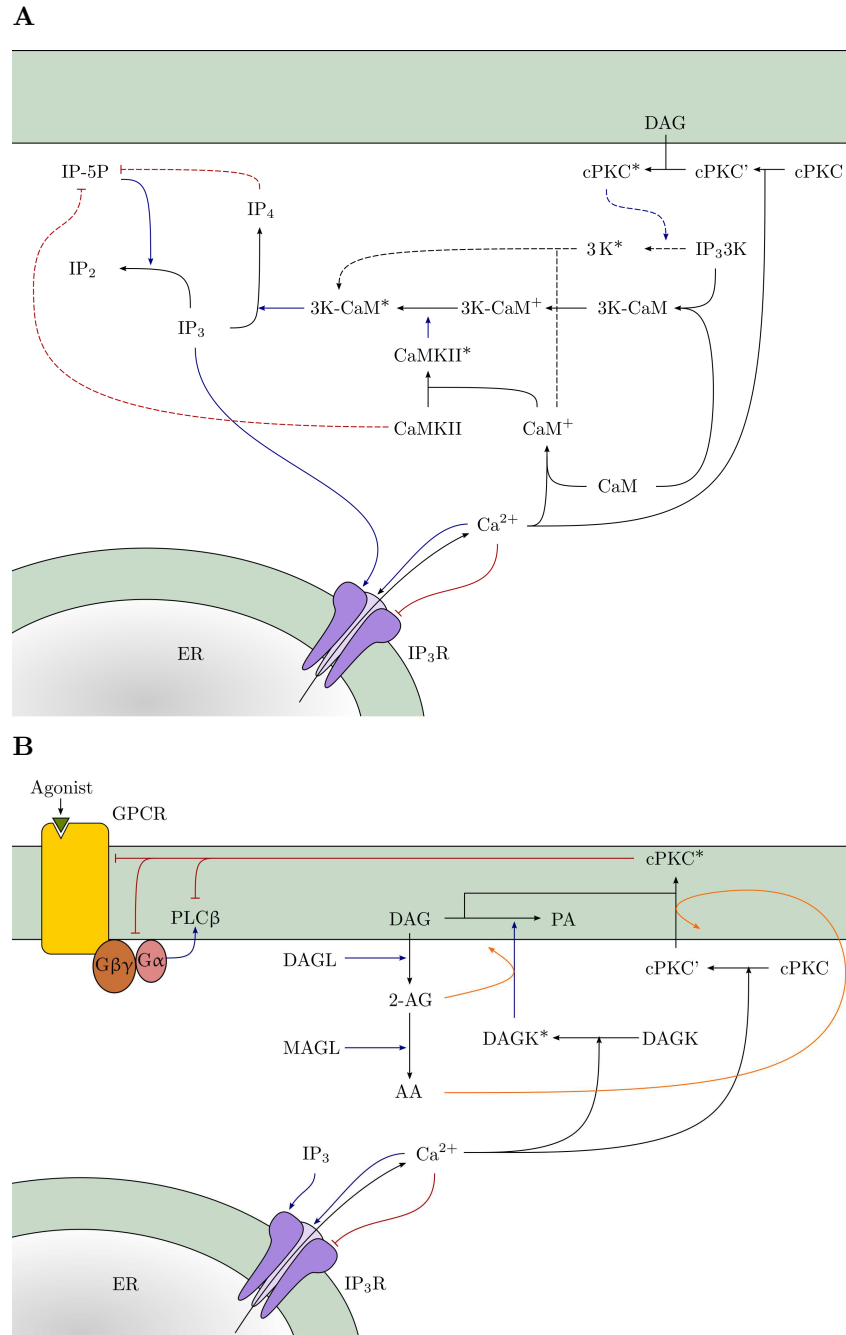 A
DAG
IP-5P
cPKC* cPKC' cPKC
IP₄
3K* IP₃3K
IP₂
3K-CaM* 3K-CaM⁺ 3K-CaM
IP₃
CaMKII*
CaMKII CaM⁺
CaM
Ca²⁺
ER
IP₃R
B
Agonist
GPCR
cPKC*
PLCβ DAG PA
Gβγ Gα DAGL cPKC' cPKC
2-AG
MAGL DAGK* DAGK
AA
IP₃ Ca²⁺
ER IP₃R